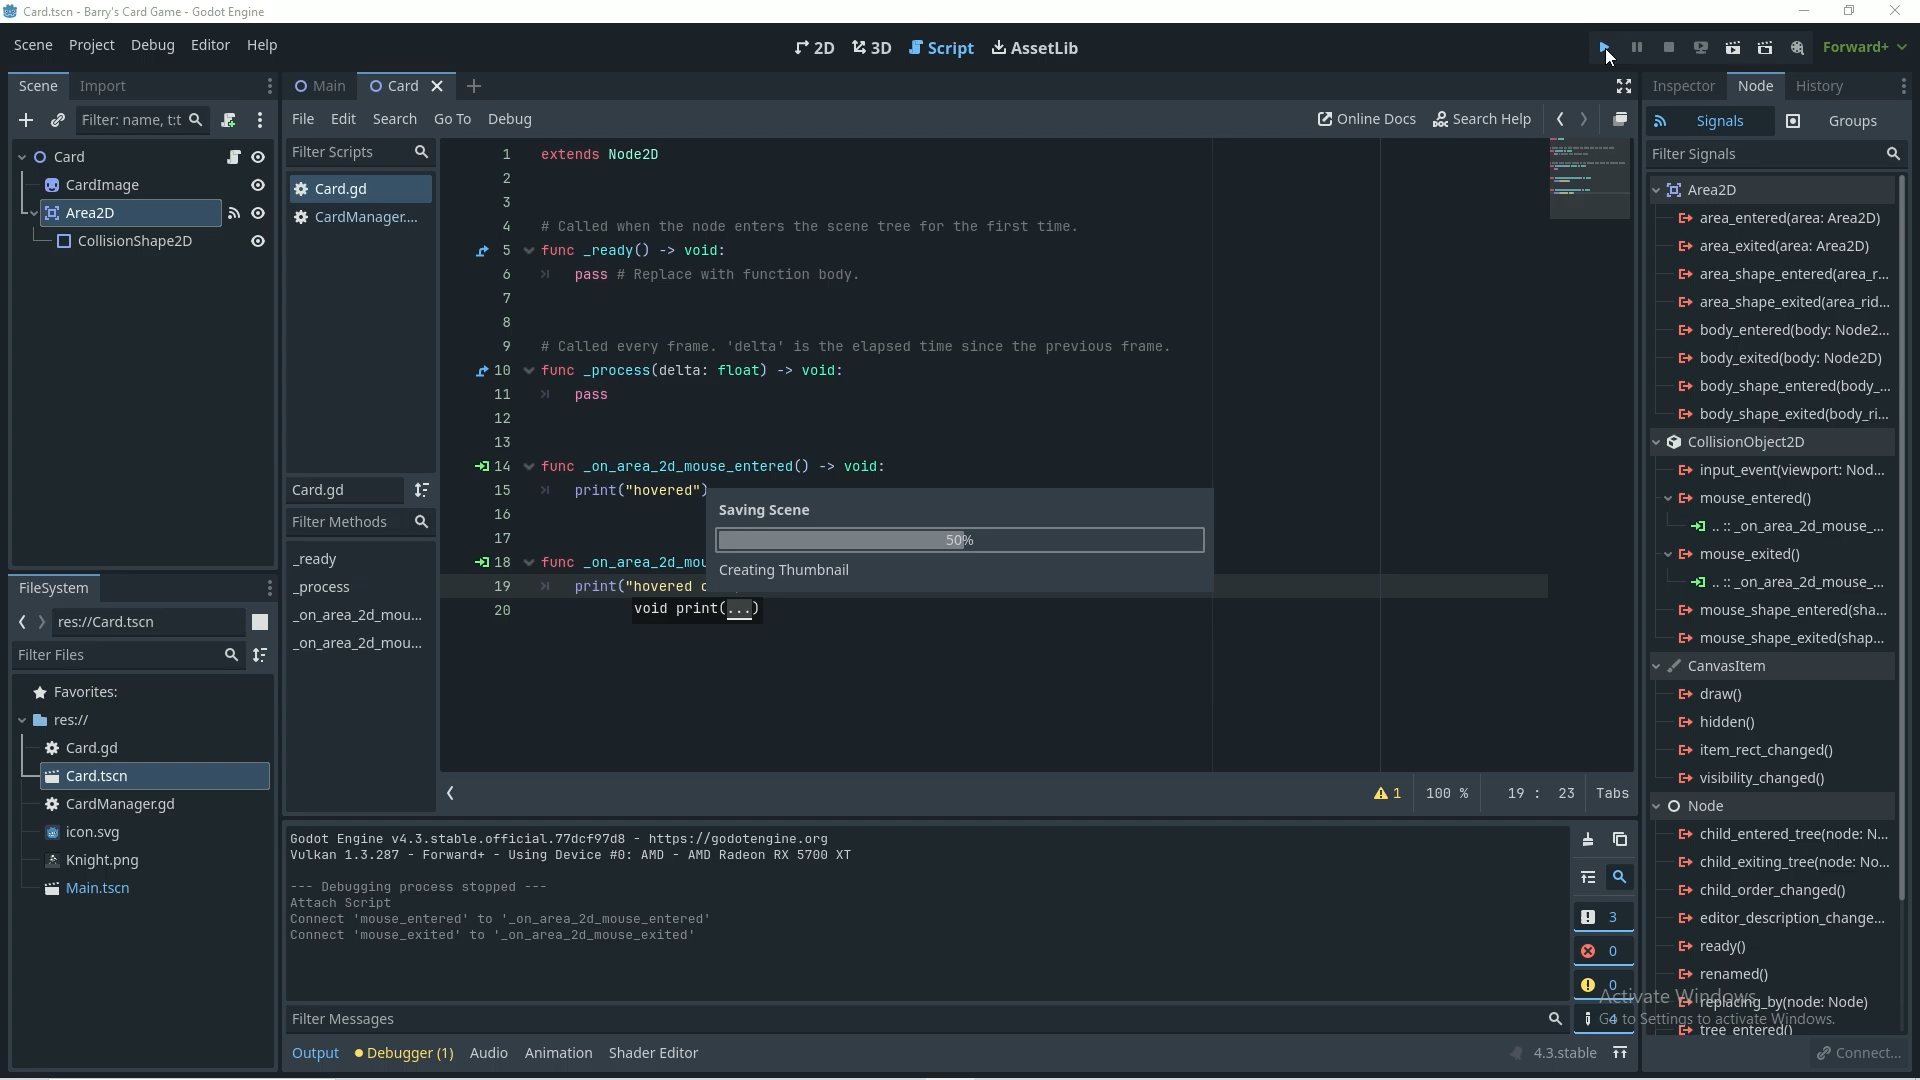 Card.tscn - Barry's Card Game - Godot Engine
Scene Project Debug Editor Help
2D 3D Script AssetLib
Forward+
Scene Import
Filter: name, t:t
Card
CardImage
Area2D
CollisionShape2D
FileSystem
res://Card.tscn
Filter Files
Favorites:
res://
Card.gd
Card.tscn
CardManager.gd
icon.svg
Knight.png
Main.tscn
Main Card
File Edit Search Go To Debug
Online Docs Search Help
Filter Scripts
Card.gd
CardManager....
Card.gd
Filter Methods
_ready
_process
_on_area_2d_mou...
_on_area_2d_mou...
1 extends Node2D
2
3
4 # Called when the node enters the scene tree for the first time.
5 func _ready() -> void:
6 pass # Replace with function body.
7
8
9 # Called every frame. 'delta' is the elapsed time since the previous frame.
10 func _process(delta: float) -> void:
11 pass
12
13
14 func _on_area_2d_mouse_entered() -> void:
15 print("hovered")
16
17
18 func _on_area_2d_mou
19 print("hovered
20
void print(...)
Saving Scene
50%
Creating Thumbnail
1 100 % 19 : 23 Tabs
Godot Engine v4.3.stable.official.77dcf97d8 - https://godotengine.org
Vulkan 1.3.287 - Forward+ - Using Device #0: AMD - AMD Radeon RX 5700 XT
--- Debugging process stopped ---
Attach Script
Connect 'mouse_entered' to '_on_area_2d_mouse_entered'
Connect 'mouse_exited' to '_on_area_2d_mouse_exited'
3
0
0
4
Filter Messages
Output Debugger (1) Audio Animation Shader Editor
4.3.stable
Inspector Node History
Signals Groups
Filter Signals
Area2D
area_entered(area: Area2D)
area_exited(area: Area2D)
area_shape_entered(area_r...
area_shape_exited(area_rid...
body_entered(body: Node2...
body_exited(body: Node2D)
body_shape_entered(body_...
body_shape_exited(body_ri...
CollisionObject2D
input_event(viewport: Nod...
mouse_entered()
.. :: _on_area_2d_mouse_...
mouse_exited()
.. :: _on_area_2d_mouse_...
mouse_shape_entered(sha...
mouse_shape_exited(shap...
CanvasItem
draw()
hidden()
item_rect_changed()
visibility_changed()
Node
child_entered_tree(node: N...
child_exiting_tree(node: No...
child_order_changed()
editor_description_change...
ready()
renamed()
replacing_by(node: Node)
tree_entered()
Connect...
Activate Windows
Go to Settings to activate Windows.